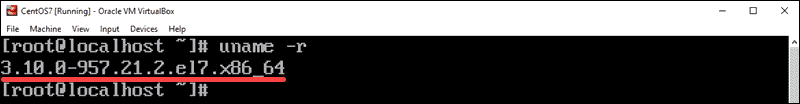 CentOS7 [Running] - Oracle VM VirtualBox
File Machine View Input Devices Help
[root@localhost ~]# uname -r
3.10.0-957.21.2.el7.x86_64
[root@localhost ~]#